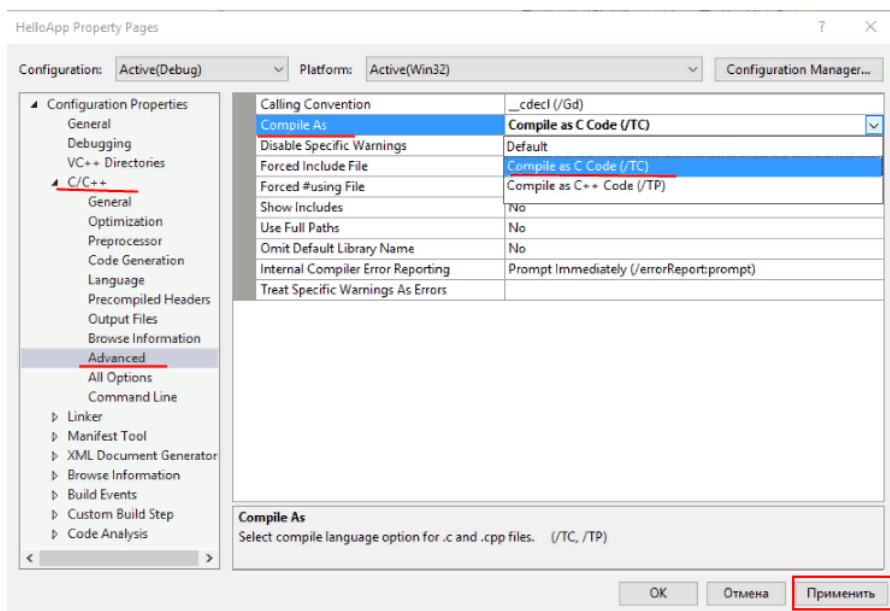 HelloApp Property Pages ? ×
Configuration: Active(Debug) Platform: Active(Win32) Configuration Manager...
Configuration Properties
General
Debugging
VC++ Directories
C/C++
General
Optimization
Preprocessor
Code Generation
Language
Precompiled Headers
Output Files
Browse Information
Advanced
All Options
Command Line
Linker
Manifest Tool
XML Document Generator
Browse Information
Build Events
Custom Build Step
Code Analysis
Calling Convention __cdecl (/Gd)
Compile As Compile as C Code (/TC)
Disable Specific Warnings Default
Forced Include File Compile as C Code (/TC)
Forced #using File Compile as C++ Code (/TP)
Show Includes No
Use Full Paths No
Omit Default Library Name No
Internal Compiler Error Reporting Prompt Immediately (/errorReport:prompt)
Treat Specific Warnings As Errors
Compile As
Select compile language option for .c and .cpp files. (/TC, /TP)
OK Отмена Применить